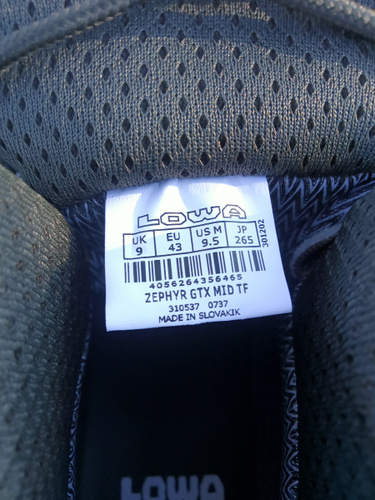 LOWA
UK EU US M JP
9 43 9.5 265
301202
4056264356465
ZEPHYR GTX MID TF
310537 0737
MADE IN SLOVAKIK
LOWA